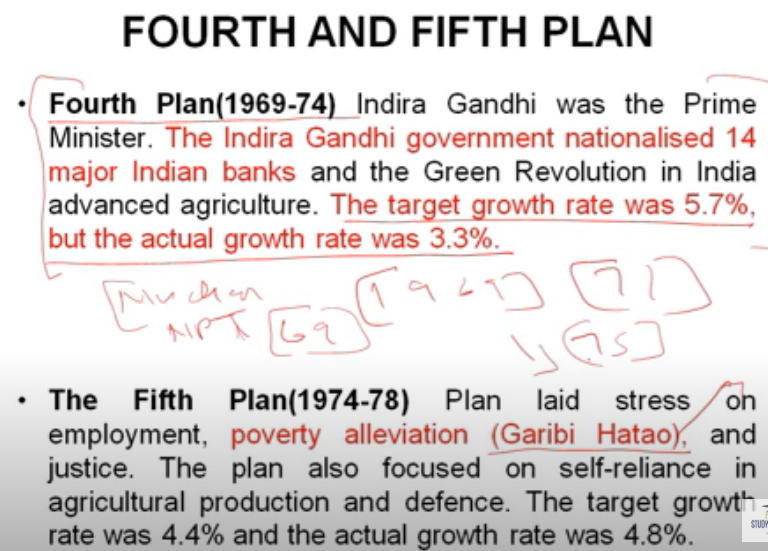 FOURTH AND FIFTH PLAN
• Fourth Plan(1969-74) Indira Gandhi was the Prime
Minister. The Indira Gandhi government nationalised 14
major Indian banks and the Green Revolution in India
advanced agriculture. The target growth rate was 5.7%,
but the actual growth rate was 3.3%.
[1967] [71]
NPT [69] [75]
• The Fifth Plan(1974-78) Plan laid stress on
employment, poverty alleviation (Garibi Hatao), and
justice. The plan also focused on self-reliance in
agricultural production and defence. The target growth
rate was 4.4% and the actual growth rate was 4.8%.
STUDY